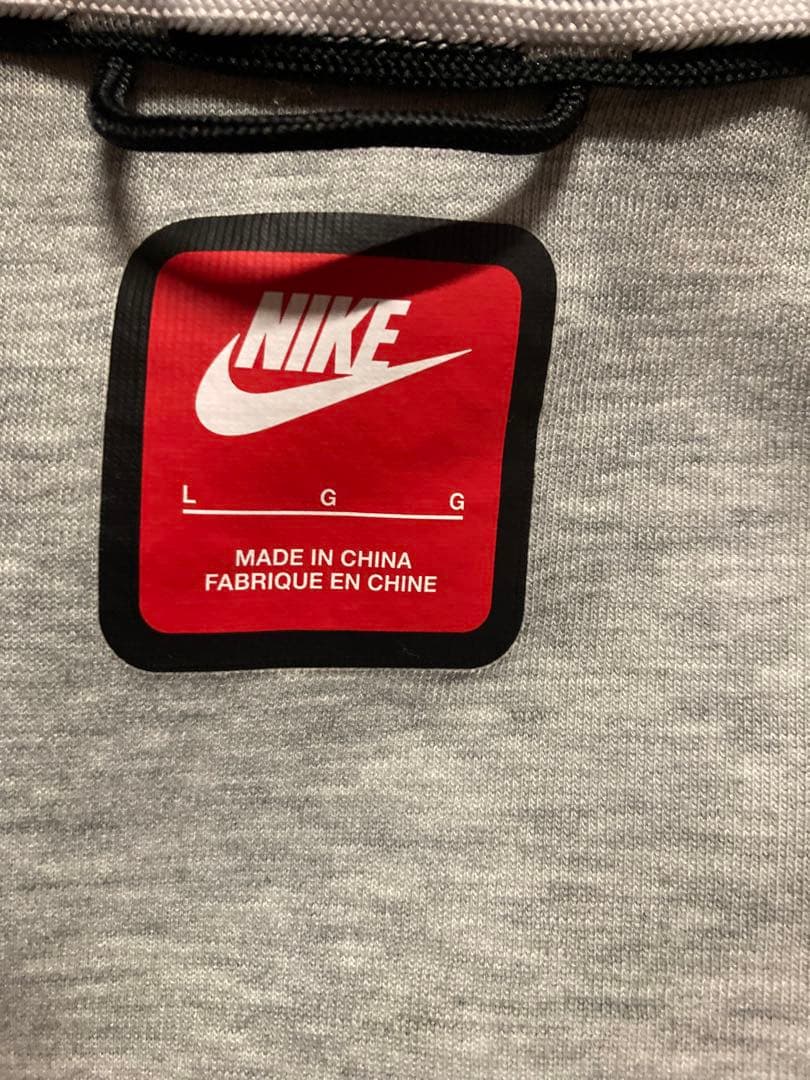 NIKE
L G G
MADE IN CHINA
FABRIQUE EN CHINE